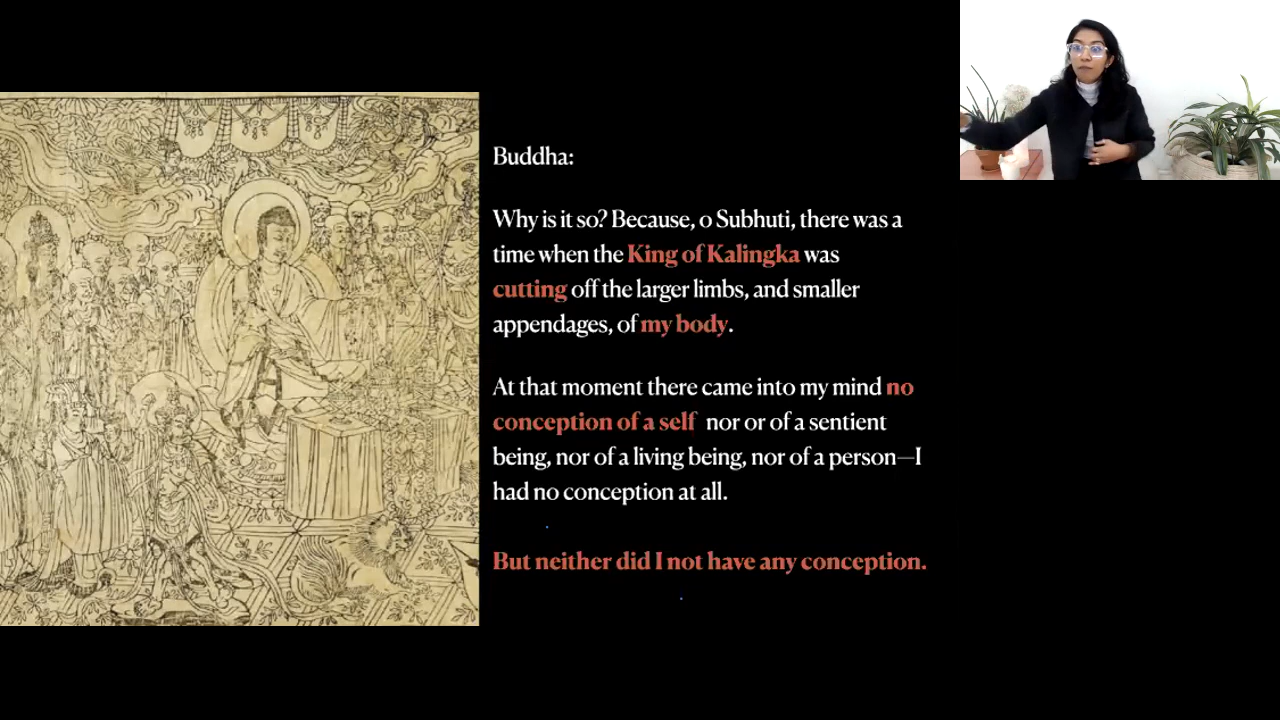 Buddha:
Why is it so? Because, o Subhuti, there was a
time when the King of Kalingka was
cutting off the larger limbs, and smaller
appendages, of my body.
At that moment there came into my mind no
conception of a self nor or of a sentient
being, nor of a living being, nor of a person—I
had no conception at all.
But neither did I not have any conception.